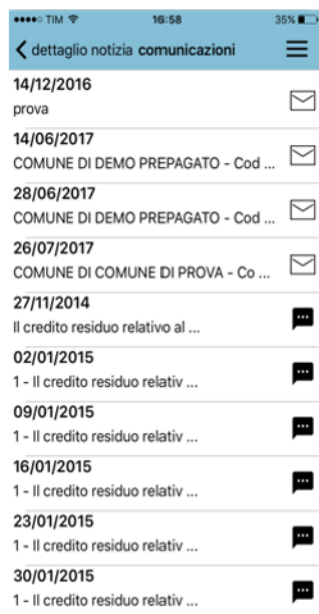 TIM 16:58 35%
dettaglio notizia comunicazioni
14/12/2016
prova
14/06/2017
COMUNE DI DEMO PREPAGATO - Cod ...
28/06/2017
COMUNE DI DEMO PREPAGATO - Cod ...
26/07/2017
COMUNE DI COMUNE DI PROVA - Co ...
27/11/2014
Il credito residuo relativo al ...
02/01/2015
1 - Il credito residuo relativ ...
09/01/2015
1 - Il credito residuo relativ ...
16/01/2015
1 - Il credito residuo relativ ...
23/01/2015
1 - Il credito residuo relativ ...
30/01/2015
1 - Il credito residuo relativ ...